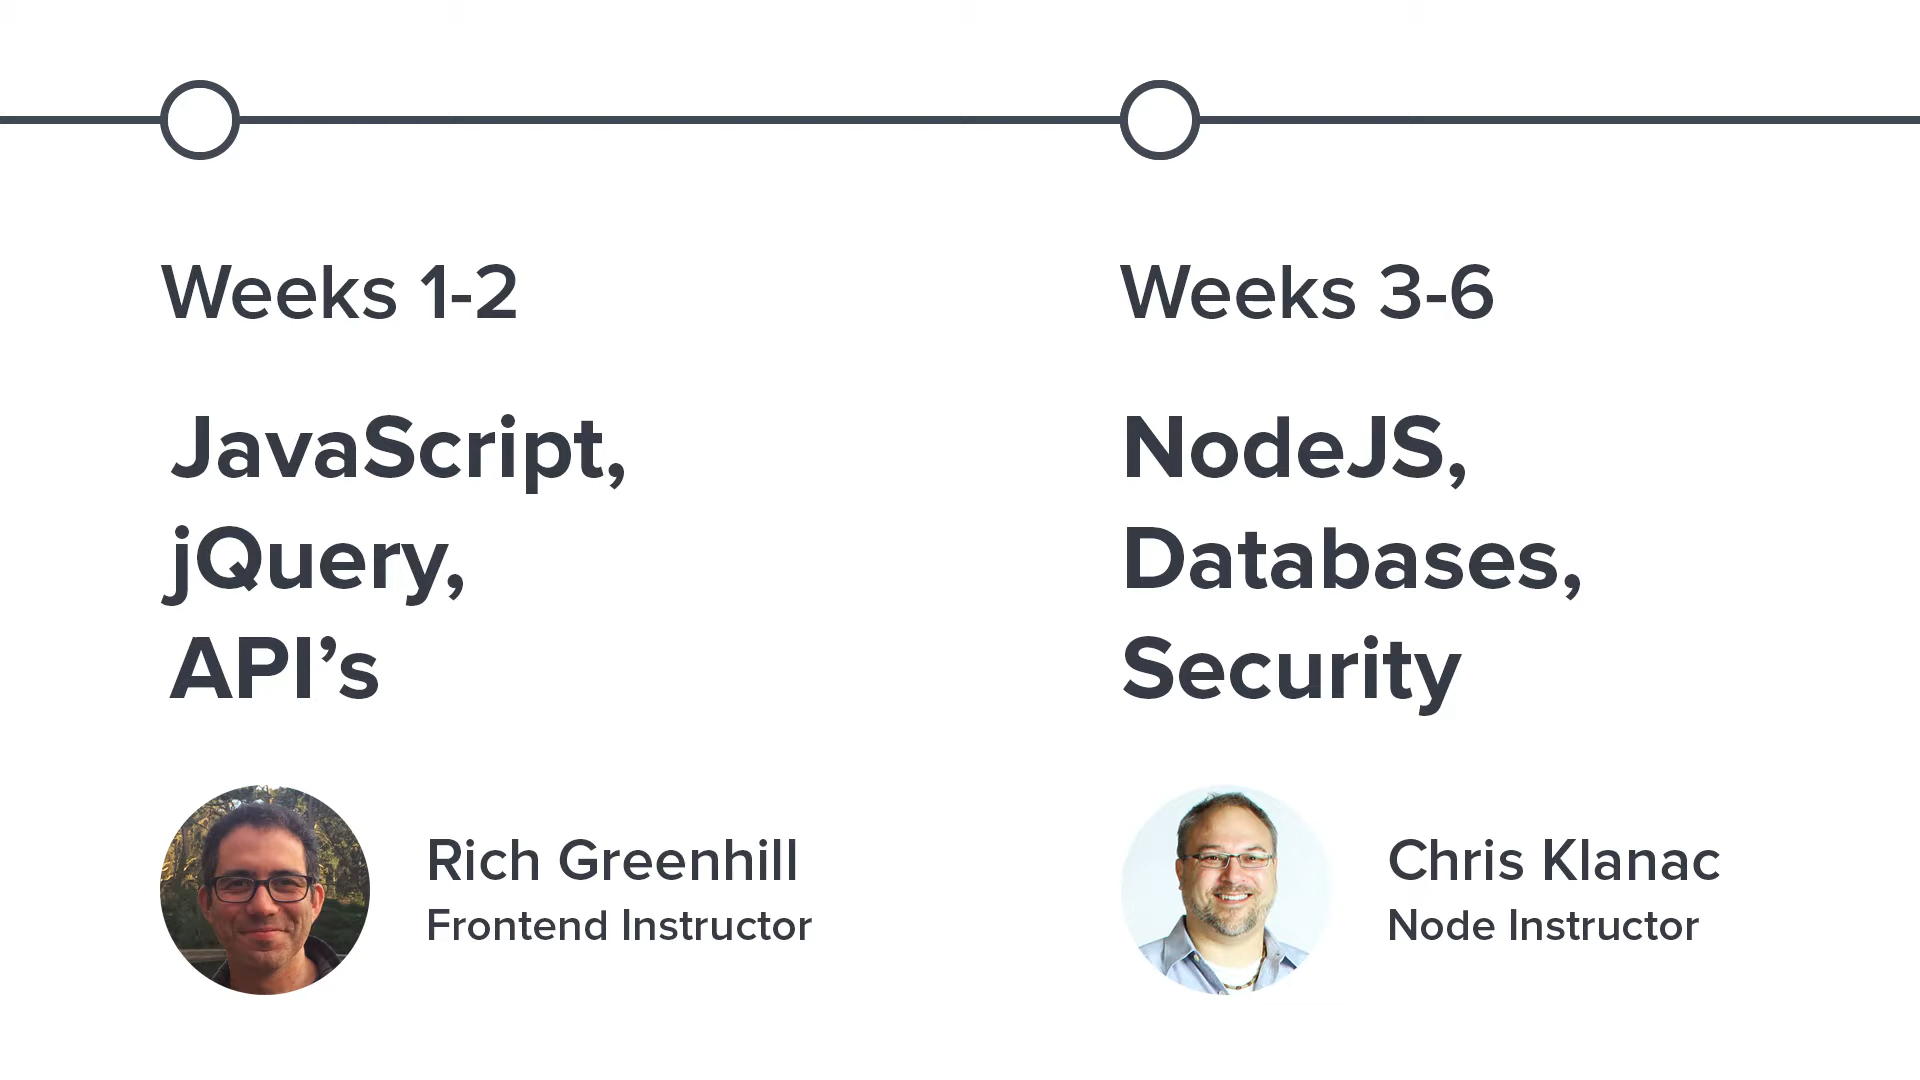 Weeks 1-2
JavaScript,
jQuery,
API’s
Rich Greenhill
Frontend Instructor
Weeks 3-6
NodeJS,
Databases,
Security
Chris Klanac
Node Instructor